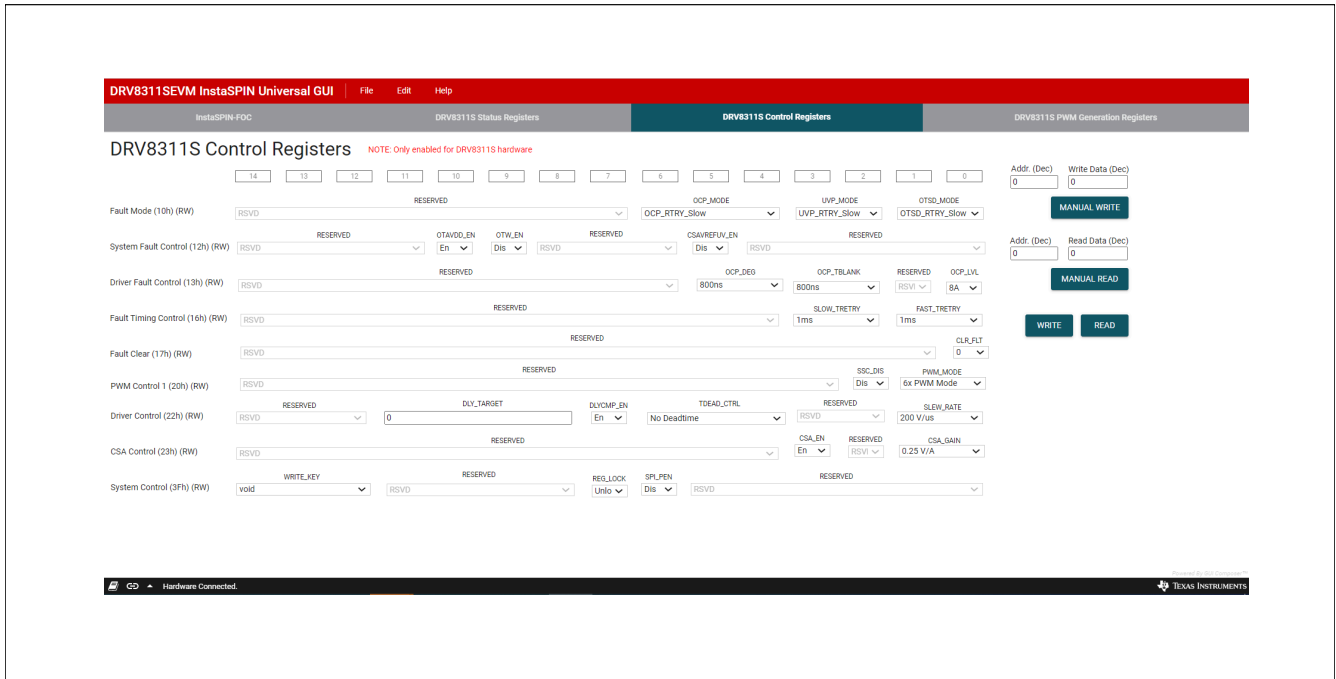 DRV8311SEVM InstaSPIN Universal GUI File Edit Help
InstaSPIN-FOC DRV8311S Status Registers DRV8311S Control Registers DRV8311S PWM Generation Registers
DRV8311S Control Registers NOTE: Only enabled for DRV8311S hardware
14 13 12 11 10 9 8 7 6 5 4 3 2 1 0
Addr. (Dec) Write Data (Dec)
0 0
MANUAL WRITE
RESERVED OCP_MODE UVP_MODE OTSD_MODE
Fault Mode (10h) (RW) RSVD OCP_RTRY_Slow UVP_RTRY_Slow OTSD_RTRY_Slow
RESERVED OTAVDD_EN OTW_EN RESERVED CSAVREFUV_EN RESERVED
System Fault Control (12h) (RW) RSVD En Dis RSVD Dis RSVD
Addr. (Dec) Read Data (Dec)
0 0
MANUAL READ
RESERVED OCP_DEG OCP_TBLANK RESERVED OCP_LVL
Driver Fault Control (13h) (RW) RSVD 800ns 800ns RSVI 8A
RESERVED SLOW_TRETRY FAST_TRETRY
Fault Timing Control (16h) (RW) RSVD 1ms 1ms
WRITE READ
RESERVED CLR_FLT
Fault Clear (17h) (RW) RSVD 0
RESERVED SSC_DIS PWM_MODE
PWM Control 1 (20h) (RW) RSVD Dis 6x PWM Mode
RESERVED DLY_TARGET DLYCMP_EN TDEAD_CTRL RESERVED SLEW_RATE
Driver Control (22h) (RW) RSVD 0 En No Deadtime RSVD 200 V/us
RESERVED CSA_EN RESERVED CSA_GAIN
CSA Control (23h) (RW) RSVD En RSVI 0.25 V/A
WRITE_KEY RESERVED REG_LOCK SPI_PEN RESERVED
System Control (3Fh) (RW) void RSVD Unlo Dis RSVD
Powered By GUI Composer™
Hardware Connected. TEXAS INSTRUMENTS